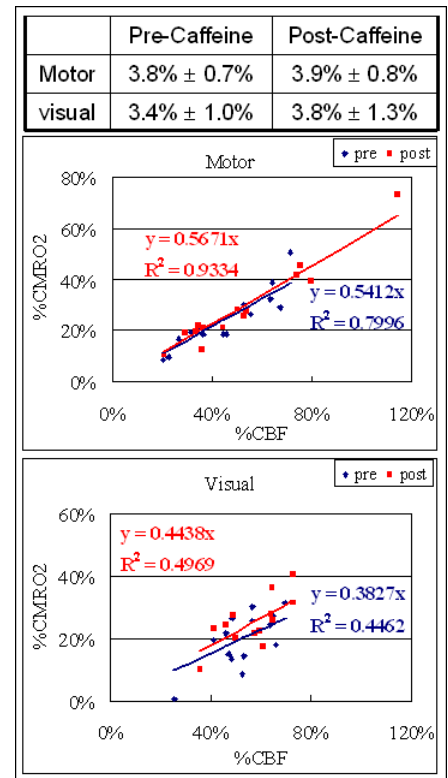 Pre-Caffeine Post-Caffeine
Motor 3.8% ± 0.7% 3.9% ± 0.8%
visual 3.4% ± 1.0% 3.8% ± 1.3%
Motor
pre post
80%
60%
40%
20%
0%
%CMRO2
y = 0.5671x
R² = 0.9334
y = 0.5412x
R² = 0.7996
0% 40% 80% 120%
%CBF
Visual
pre post
60%
40%
20%
0%
%CMRO2
y = 0.4438x
R² = 0.4969
y = 0.3827x
R² = 0.4462
0% 40% 80% 120%
%CBF